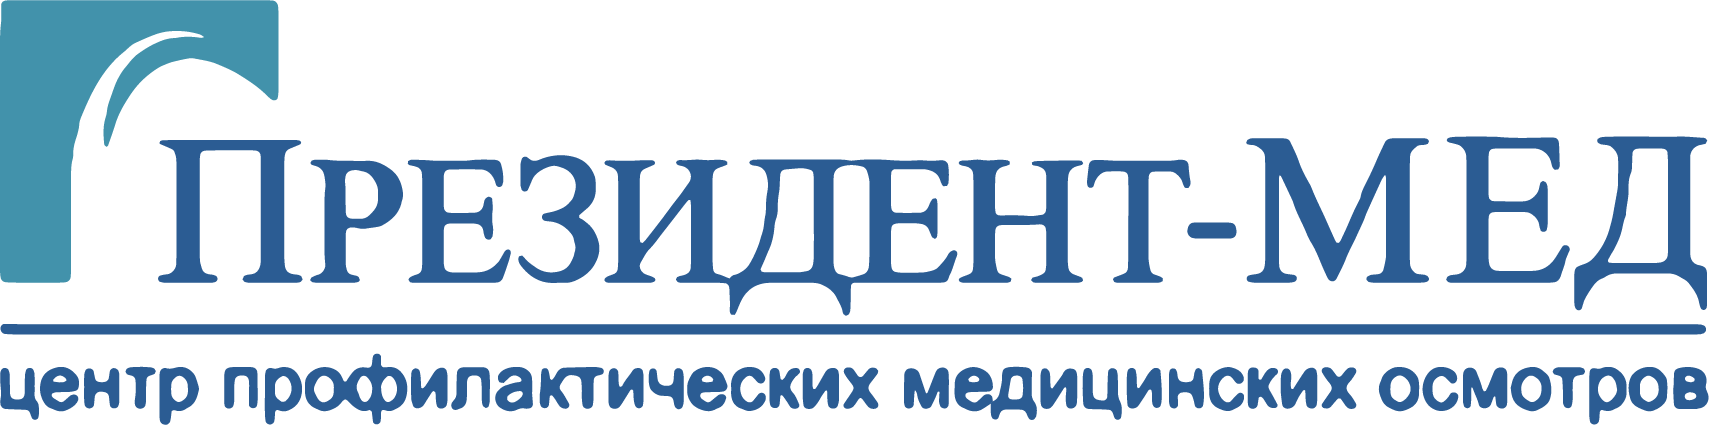 ПРЕЗИДЕНТ-МЕД
центр профилактических медицинских осмотров